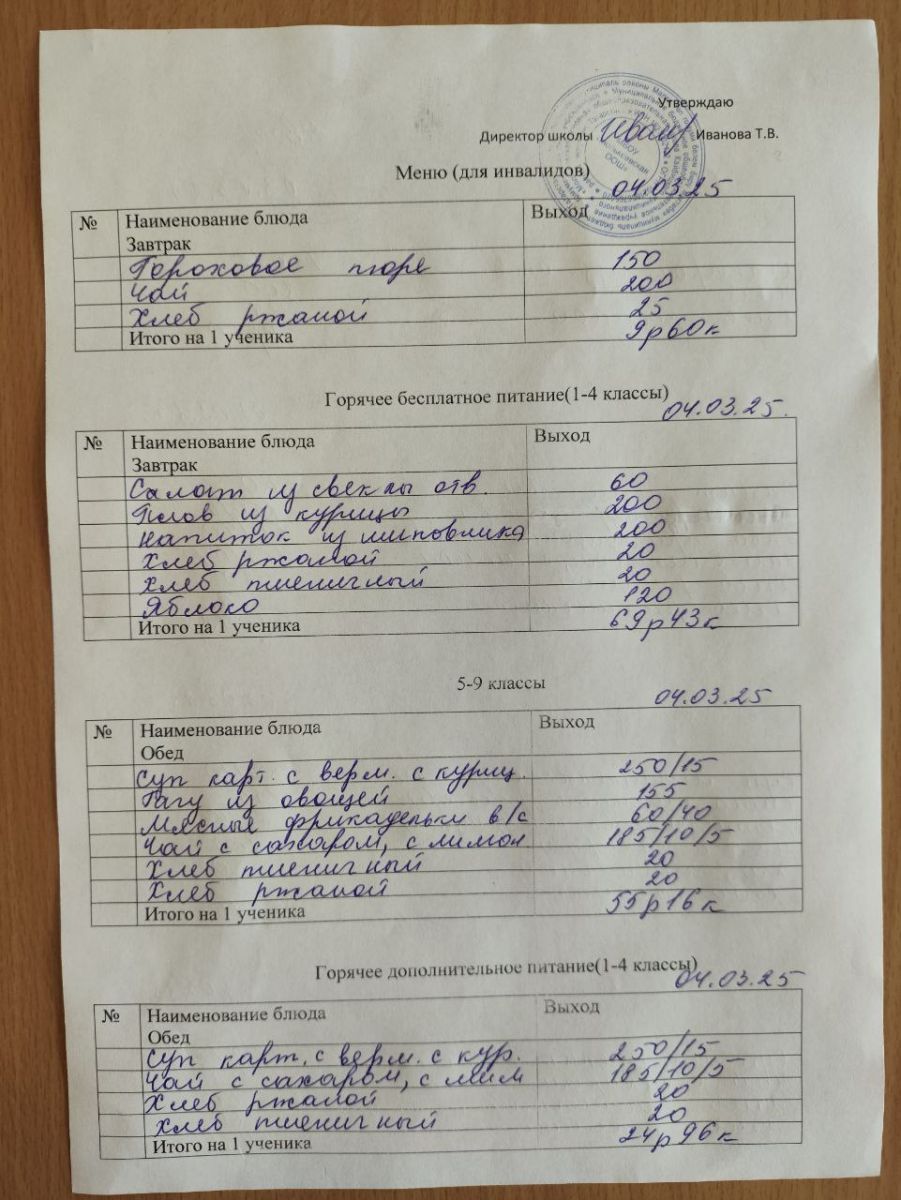 Утверждаю
Директор школы Иванова Т.В.
Меню (для инвалидов)
04.03.25
№ Наименование блюда Выход
Завтрак
Гороховое пюре 150
Чай 200
Хлеб ржаной 25
Итого на 1 ученика 9р60к
Горячее бесплатное питание(1-4 классы)
04.03.25.
№ Наименование блюда Выход
Завтрак
Салат из свеклы отв. 60
Плов из курицы 200
Напиток из шиповника 200
Хлеб ржаной 20
Хлеб пшеничный 20
Яблоко 120
Итого на 1 ученика 69р43к
5-9 классы
04.03.25
№ Наименование блюда Выход
Обед
Суп карт. с верм. с куриц. 250/15
Рагу из овощей 155
Мясные фрикадельки в/с 60/40
Чай с сахаром, с лимон 185/10/5
Хлеб пшеничный 20
Хлеб ржаной 20
Итого на 1 ученика 55р16к
Горячее дополнительное питание(1-4 классы)
04.03.25
№ Наименование блюда Выход
Обед
Суп карт. с верм. с кур. 250/15
Чай с сахаром, с лим 185/10/5
Хлеб ржаной 20
Хлеб пшеничный 20
Итого на 1 ученика 24р96к